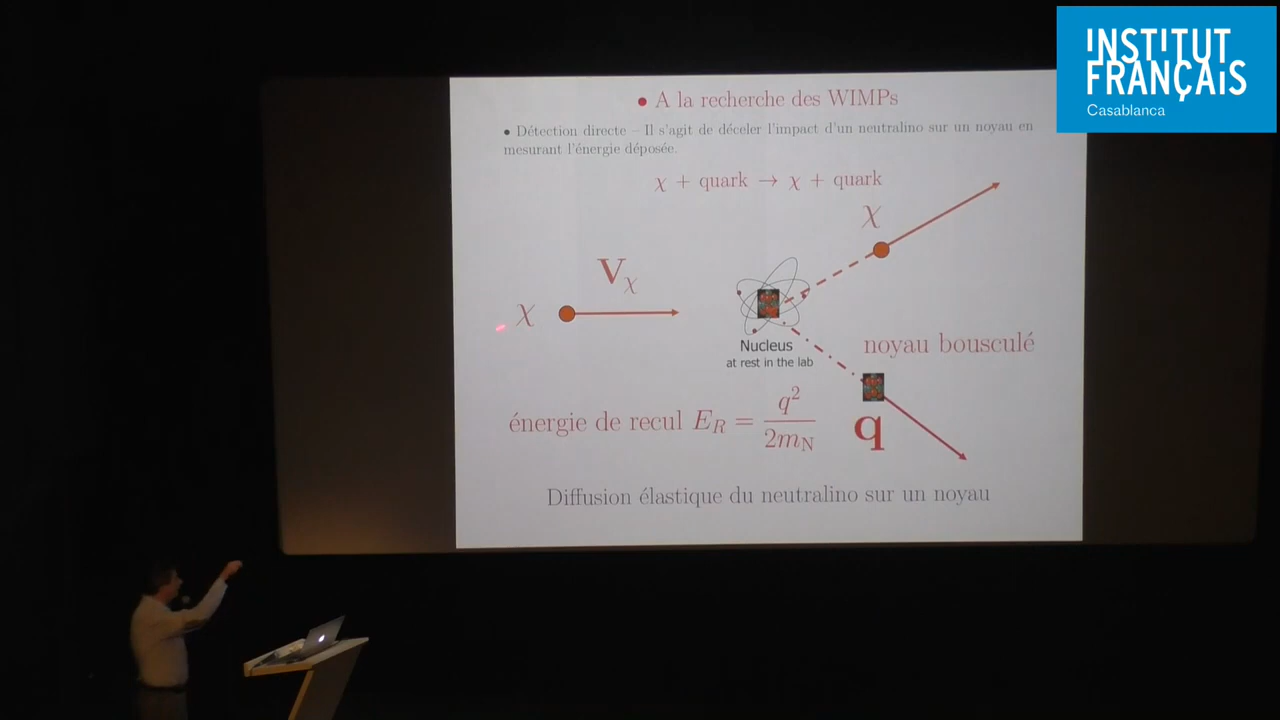 INSTITUT
FRANÇAIS
Casablanca
• A la recherche des WIMPs
• Détection directe – Il s'agit de déceler l'impact d'un neutralino sur un noyau en
mesurant l'énergie déposée.
χ + quark → χ + quark
χ
V_χ
χ
Nucleus
at rest in the lab
noyau bousculé
énergie de recul E_R = q²/2m_N
q
Diffusion élastique du neutralino sur un noyau